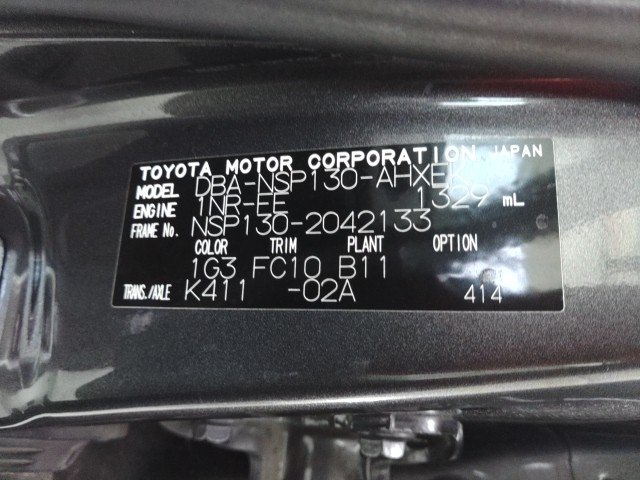 TOYOTA MOTOR CORPORATION JAPAN
MODEL DBA-NSP130-AHXEK
ENGINE 1NR-FE 1329 mL
FRAME No. NSP130-2042133
COLOR TRIM PLANT OPTION
1G3 FC10 B11
TRANS./AXLE K411 -02A 414